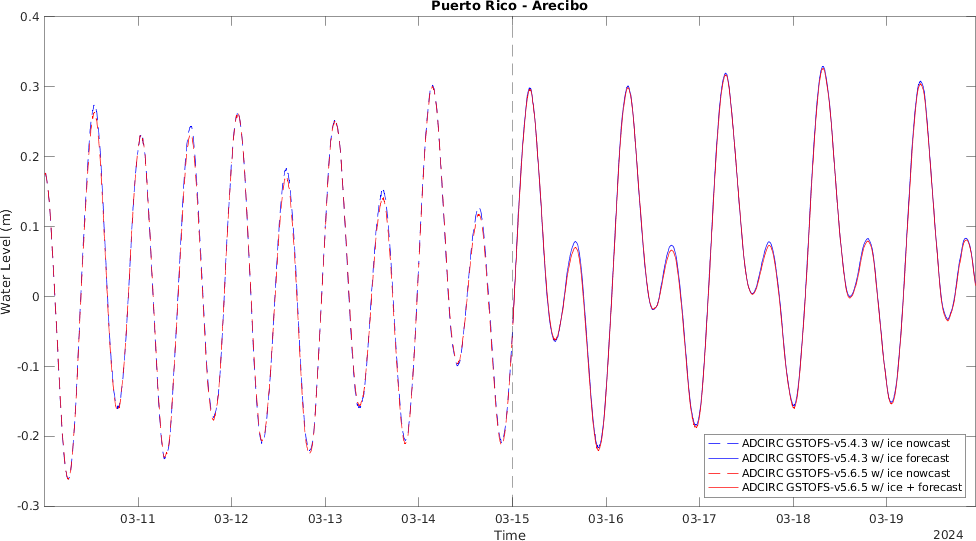 Puerto Rico - Arecibo
0.4
0.3
0.2
0.1
0
-0.1
-0.2
-0.3
Water Level (m)
ADCIRC GSTOFS-v5.4.3 w/ ice nowcast
ADCIRC GSTOFS-v5.4.3 w/ ice forecast
ADCIRC GSTOFS-v5.6.5 w/ ice nowcast
ADCIRC GSTOFS-v5.6.5 w/ ice + forecast
03-11 03-12 03-13 03-14 03-15 03-16 03-17 03-18 03-19
Time
2024